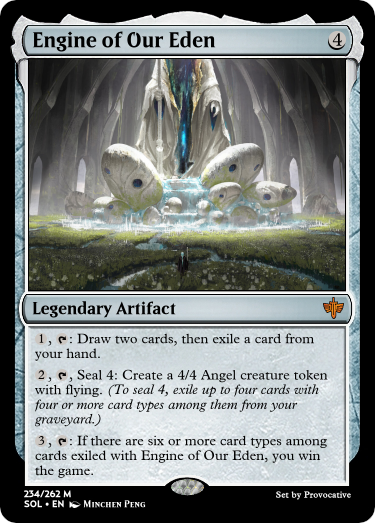 Engine of Our Eden 4
Legendary Artifact
1, : Draw two cards, then exile a card from
your hand.
2, , Seal 4: Create a 4/4 Angel creature token
with flying. (To seal 4, exile up to four cards with
four or more card types among them from your
graveyard.)
3, : If there are six or more card types among
cards exiled with Engine of Our Eden, you win
the game.
234/262 M
SOL • EN Minchen Peng
Set by Provocative